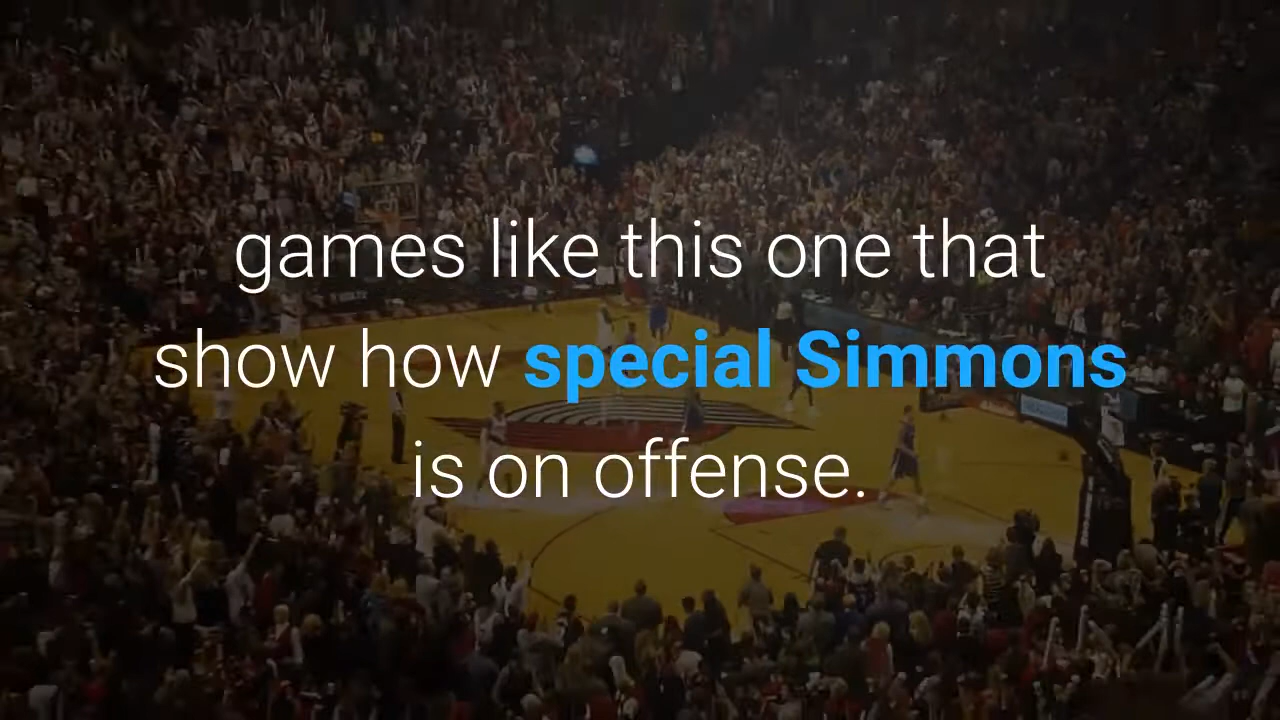 games like this one that
show how special Simmons
is on offense.